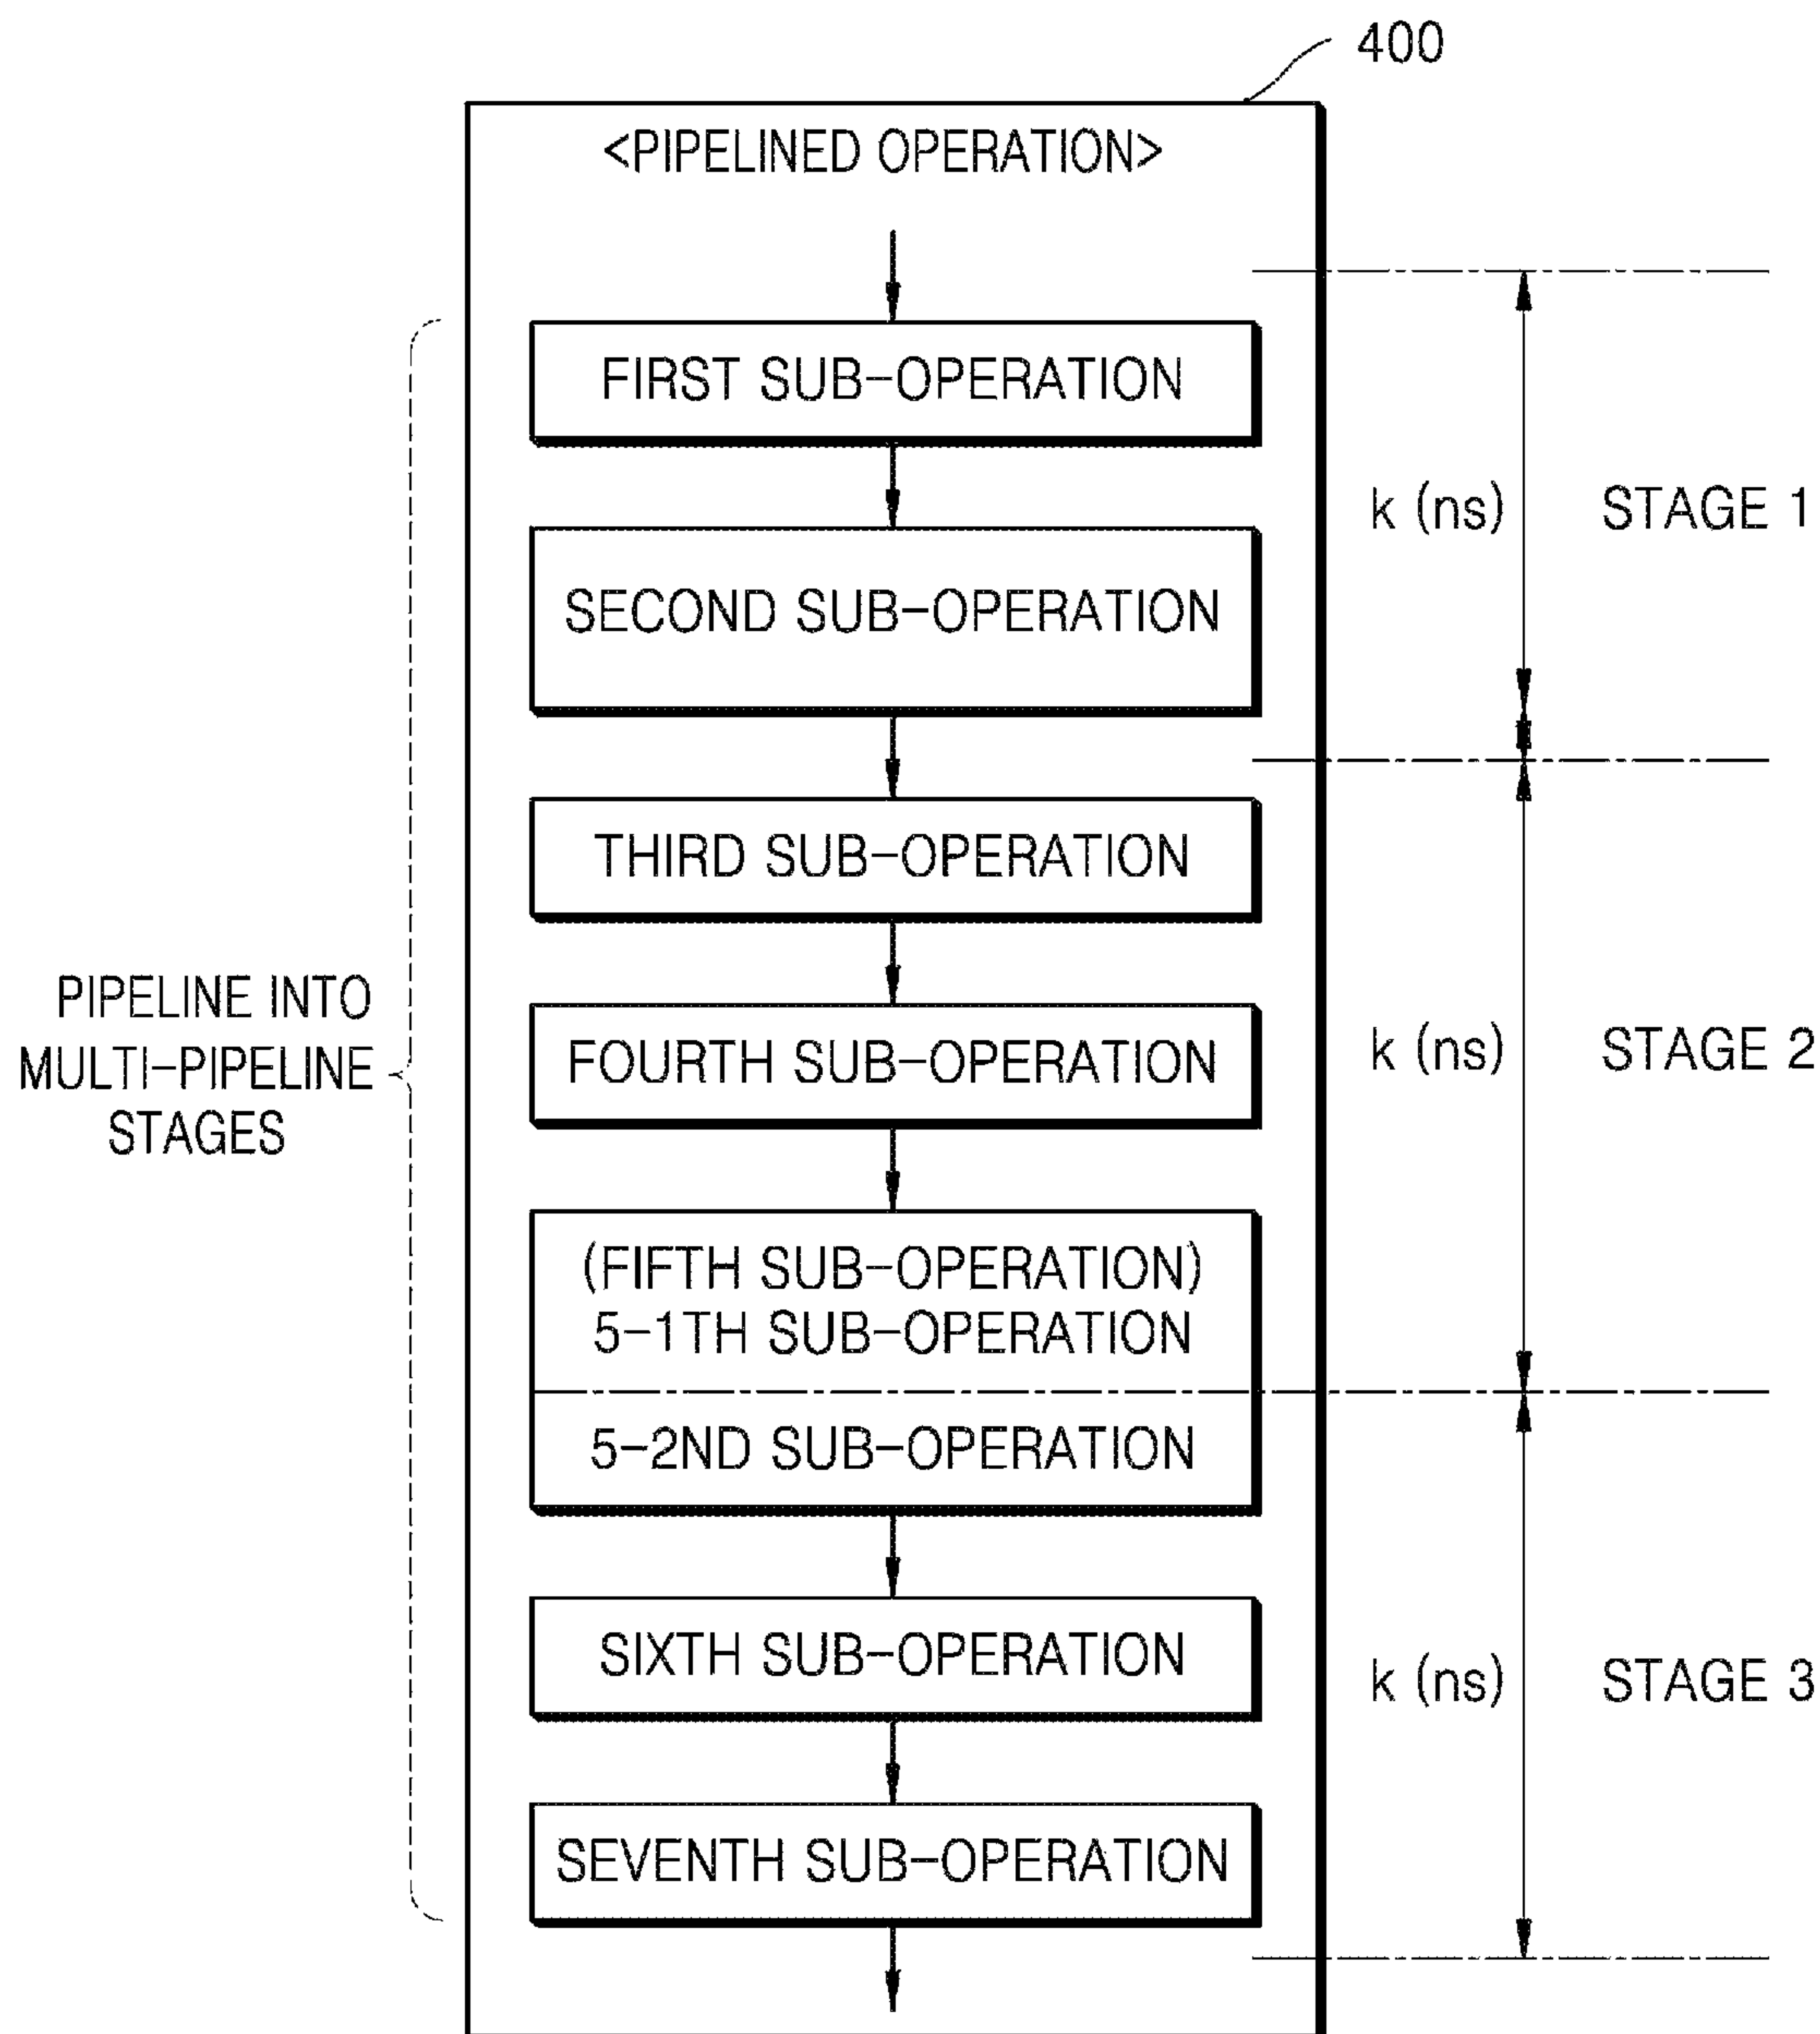 400
<PIPELINED OPERATION>
FIRST SUB-OPERATION
k (ns)
STAGE 1
SECOND SUB-OPERATION
THIRD SUB-OPERATION
PIPELINE INTO
MULTI-PIPELINE
STAGES
FOURTH SUB-OPERATION
k (ns)
STAGE 2
(FIFTH SUB-OPERATION)
5-1TH SUB-OPERATION
5-2ND SUB-OPERATION
SIXTH SUB-OPERATION
k (ns)
STAGE 3
SEVENTH SUB-OPERATION